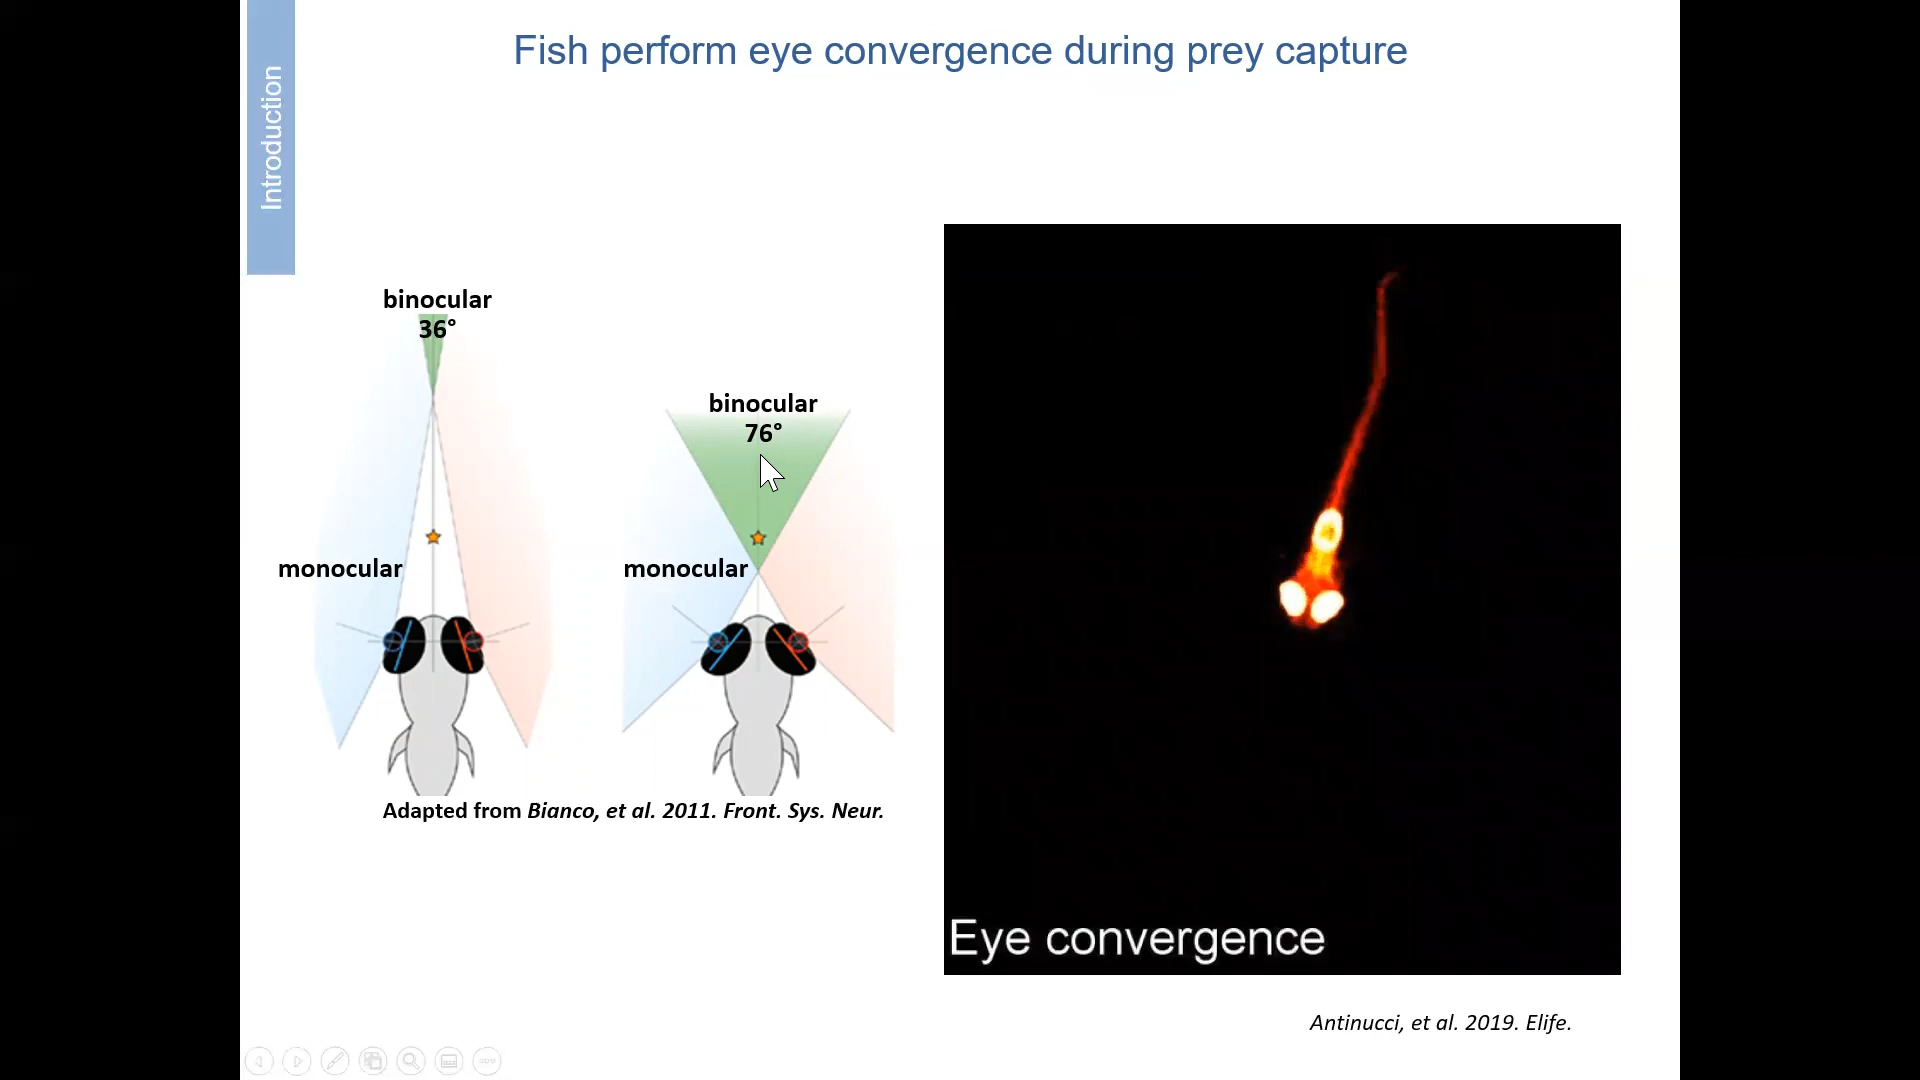 Fish perform eye convergence during prey capture
Introduction
binocular
36°
binocular
76°
monocular
monocular
Adapted from Bianco, et al. 2011. Front. Sys. Neur.
Eye convergence
Antinucci, et al. 2019. Elife.